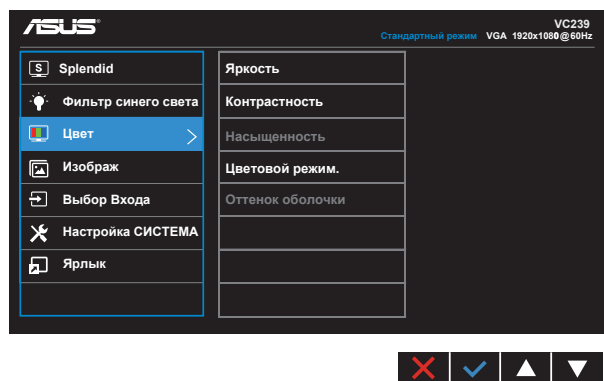 ASUS
VC239
Стандартный режим VGA 1920x1080@60Hz
S Splendid
Фильтр синего света
Цвет
Изображ
Выбор Входа
Настройка СИСТЕМА
Ярлык
Яркость
Контрастность
Насыщенность
Цветовой режим.
Оттенок оболочки